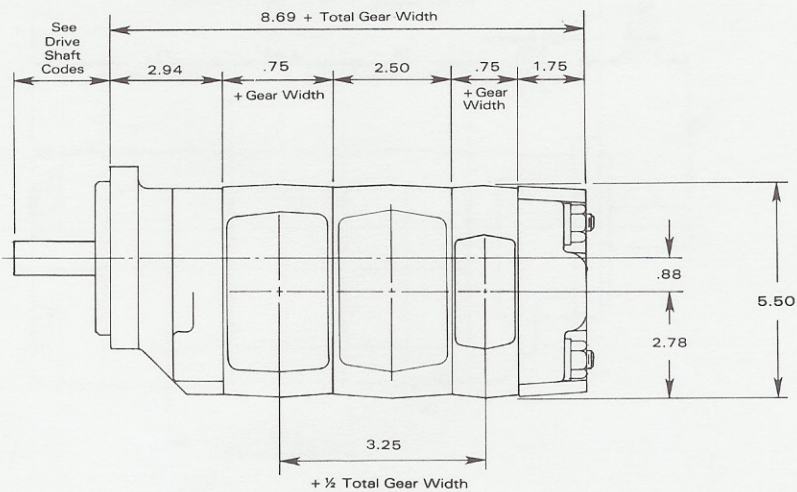 8.69 + Total Gear Width
See
Drive
Shaft
Codes
2.94
.75
+ Gear Width
2.50
.75
+ Gear
Width
1.75
.88
5.50
2.78
3.25
+ ½ Total Gear Width